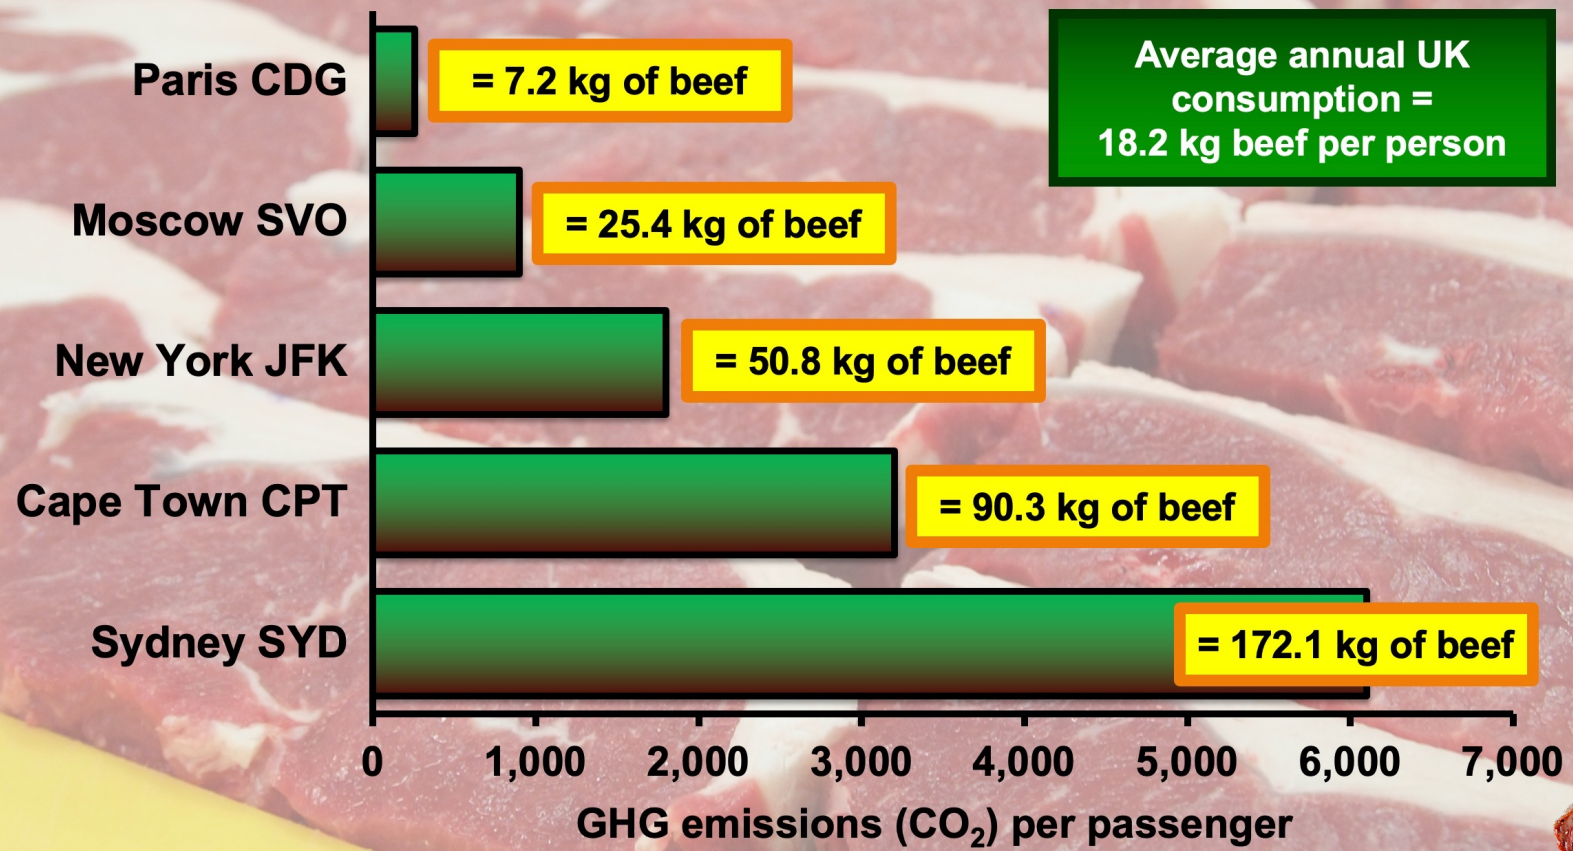 Paris CDG
= 7.2 kg of beef
Average annual UK
consumption =
18.2 kg beef per person
Moscow SVO
= 25.4 kg of beef
New York JFK
= 50.8 kg of beef
Cape Town CPT
= 90.3 kg of beef
Sydney SYD
= 172.1 kg of beef
0 1,000 2,000 3,000 4,000 5,000 6,000 7,000
GHG emissions (CO₂) per passenger